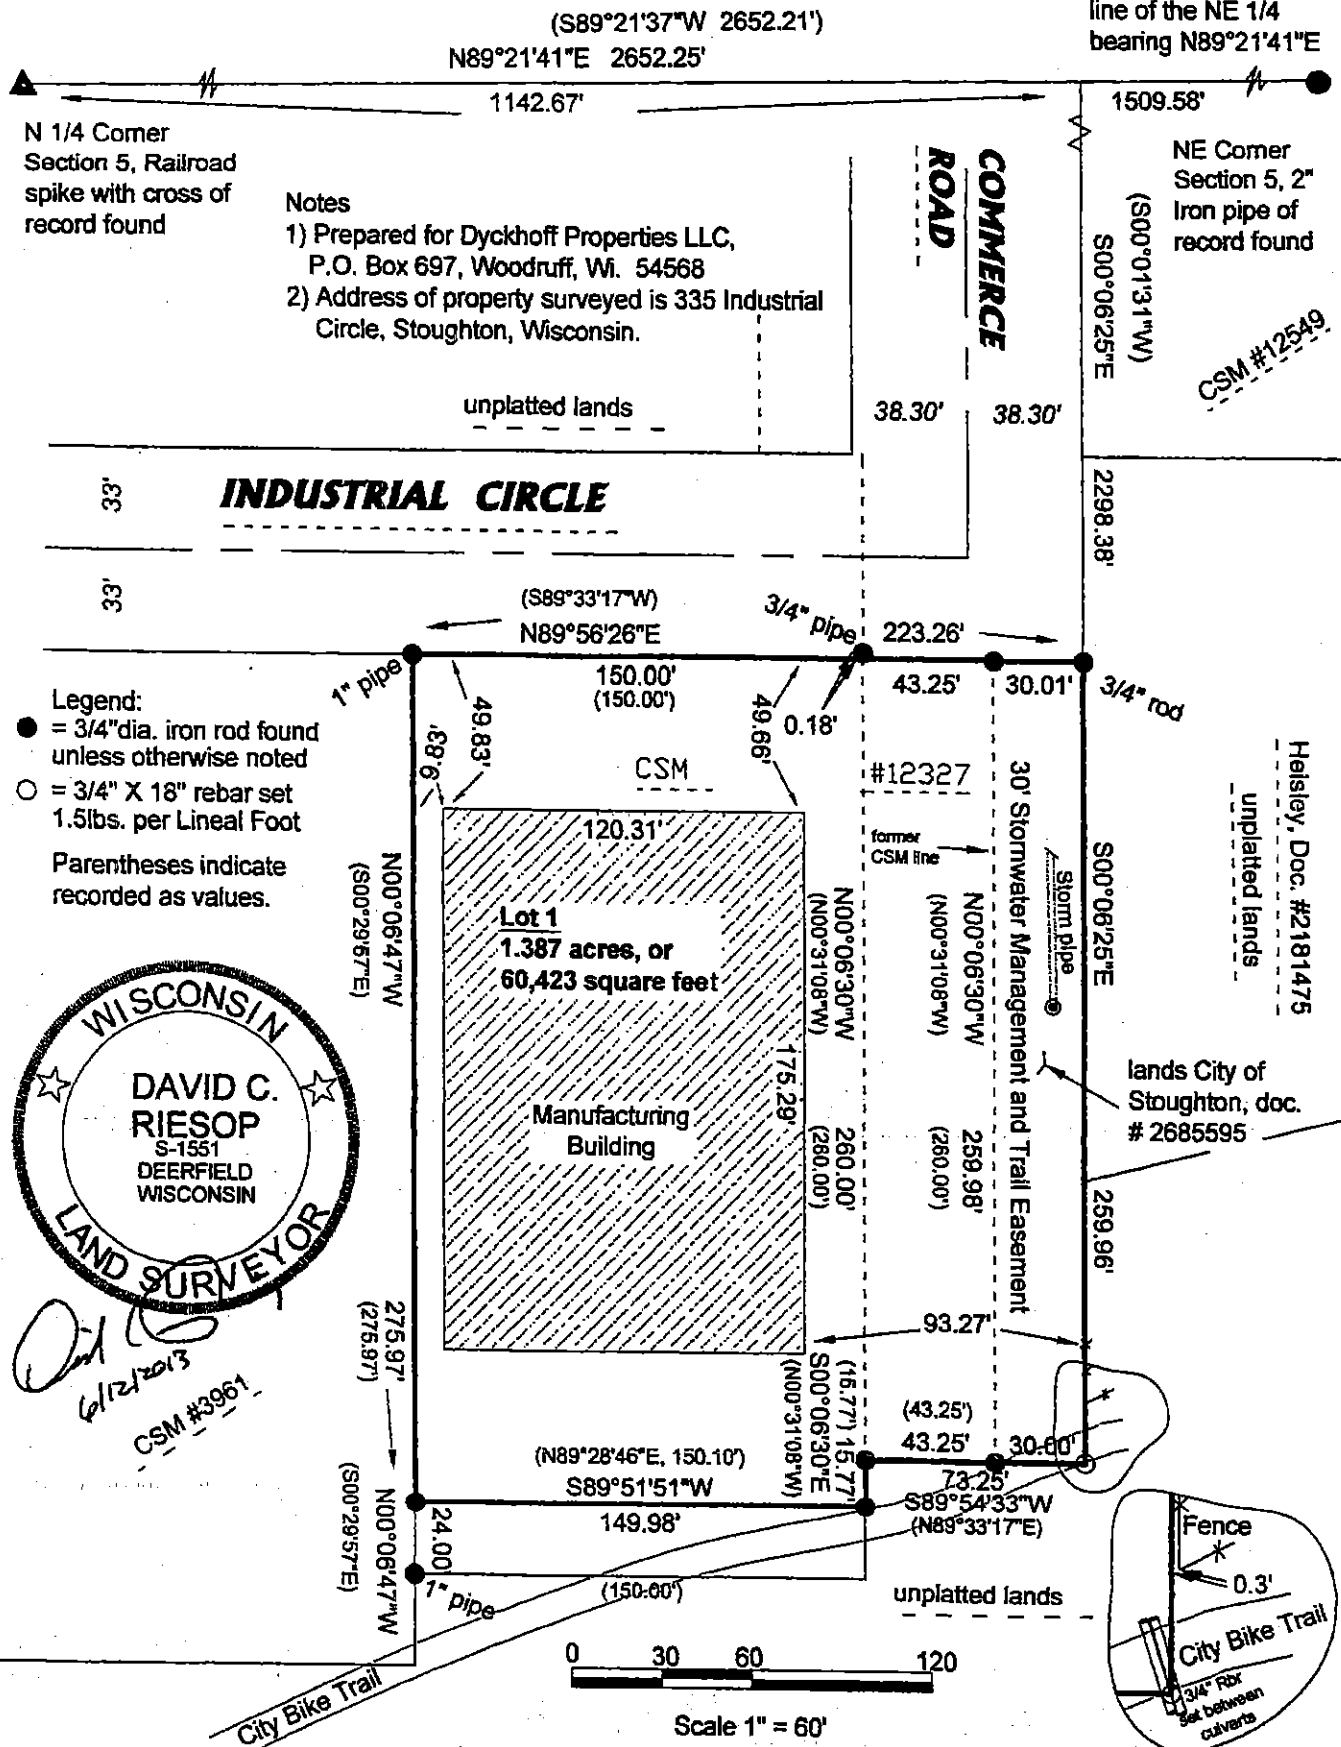 (S89°21'37"W 2652.21')
N89°21'41"E 2652.25'
line of the NE 1/4
bearing N89°21'41"E
1142.67'
1509.58'
N 1/4 Corner
Section 5, Railroad
spike with cross of
record found
NE Corner
Section 5, 2"
Iron pipe of
record found
Notes
1) Prepared for Dyckhoff Properties LLC,
P.O. Box 697, Woodruff, Wi. 54568
2) Address of property surveyed is 335 Industrial
Circle, Stoughton, Wisconsin.
COMMERCE
ROAD
(S00°01'31"W)
S00°06'25"E
2298.38'
CSM #12549
unplatted lands
38.30'
38.30'
33'
INDUSTRIAL CIRCLE
33'
(S89°33'17"W)
N89°56'26"E
3/4" pipe
223.26'
1" pipe
150.00'
(150.00')
0.18'
43.25'
30.01'
3/4" rod
Legend:
= 3/4"dia. iron rod found
unless otherwise noted
= 3/4" X 18" rebar set
1.5lbs. per Lineal Foot
Parentheses indicate
recorded as values.
49.83'
9.83'
49.66'
CSM
#12327
120.31'
former
CSM line
Lot 1
1.387 acres, or
60,423 square feet
Manufacturing
Building
175.29'
N00°06'47"W
(S00°29'57"E)
N00°06'30"W
(N00°31'08"W)
260.00'
(260.00')
N00°06'30"W
(N00°31'08"W)
259.98'
(260.00')
30' Stormwater Management and Trail Easement
Storm pipe
S00°06'25"E
259.96'
Heisley, Doc. #2181475
unplatted lands
lands City of
Stoughton, doc.
# 2685595
WISCONSIN
DAVID C.
RIESOP
S-1551
DEERFIELD
WISCONSIN
LAND SURVEYOR
6/12/2013
CSM #3961
275.97'
(275.97')
93.27'
(15.77') 15.77'
S00°06'30"E
(N00°31'08"W)
(43.25')
43.25'
30.00'
(N89°28'46"E, 150.10')
S89°51'51"W
149.98'
73.25'
S89°54'33"W
(N89°33'17"E)
24.00'
N00°06'47"W
(S00°29'57"E)
1" pipe
(150.00')
unplatted lands
City Bike Trail
Fence
0.3'
City Bike Trail
3/4" Rbr
set between
culverts
0 30 60 120
Scale 1" = 60'